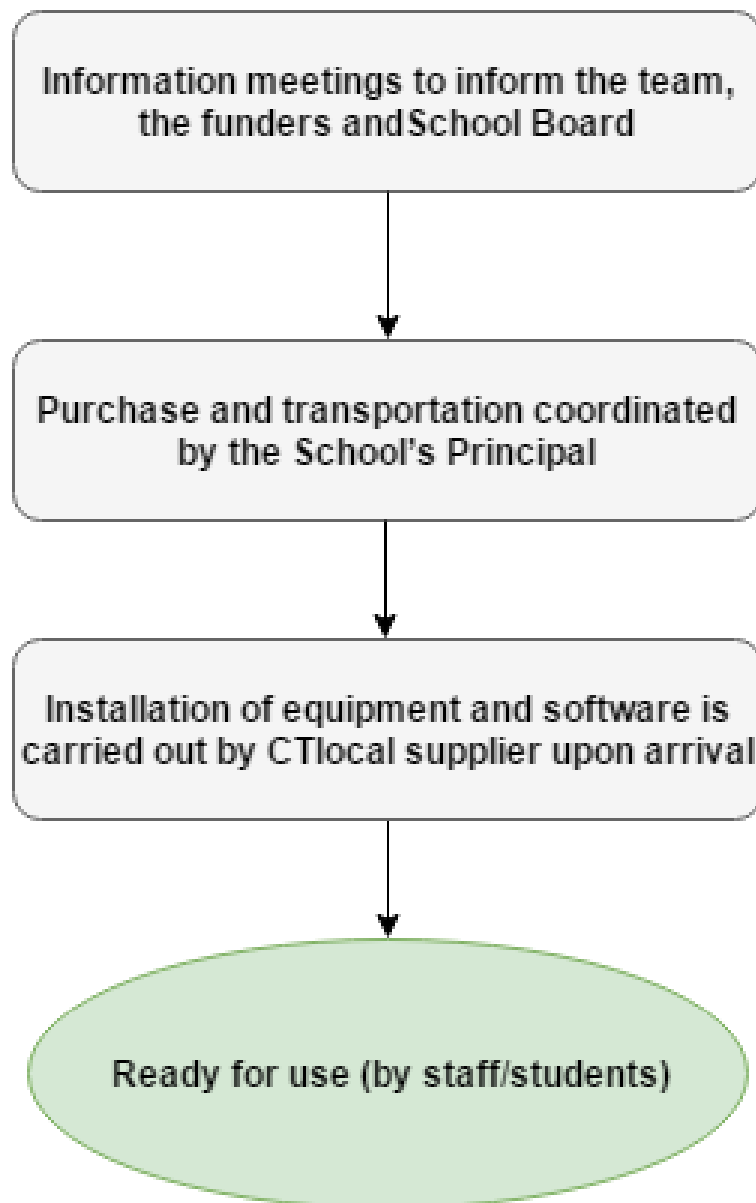 Information meetings to inform the team,
the funders andSchool Board
Purchase and transportation coordinated
by the School's Principal
Installation of equipment and software is
carried out by CTlocal supplier upon arrival
Ready for use (by staff/students)